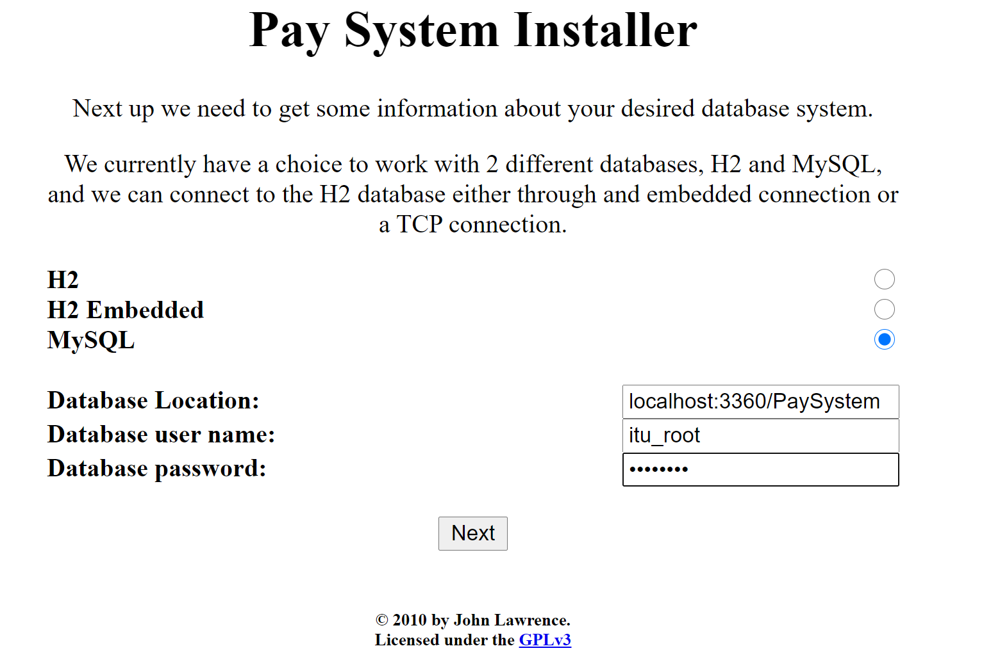 Pay System Installer
Next up we need to get some information about your desired database system.
We currently have a choice to work with 2 different databases, H2 and MySQL,
and we can connect to the H2 database either through and embedded connection or
a TCP connection.
H2
H2 Embedded
MySQL
Database Location: localhost:3360/PaySystem
Database user name: itu_root
Database password: ••••••••
Next
© 2010 by John Lawrence.
Licensed under the GPLv3